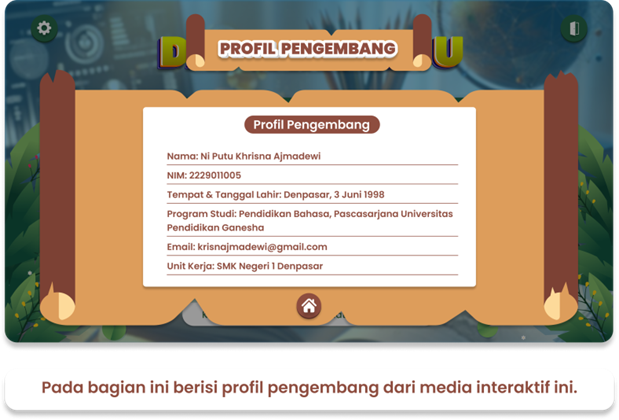 D
U
PROFIL PENGEMBANG
Profil Pengembang
Nama: Ni Putu Khrisna Ajmadewi
NIM: 2229011005
Tempat & Tanggal Lahir: Denpasar, 3 Juni 1998
Program Studi: Pendidikan Bahasa, Pascasarjana Universitas
Pendidikan Ganesha
Email: krisnajmadewi@gmail.com
Unit Kerja: SMK Negeri 1 Denpasar
Pada bagian ini berisi profil pengembang dari media interaktif ini.